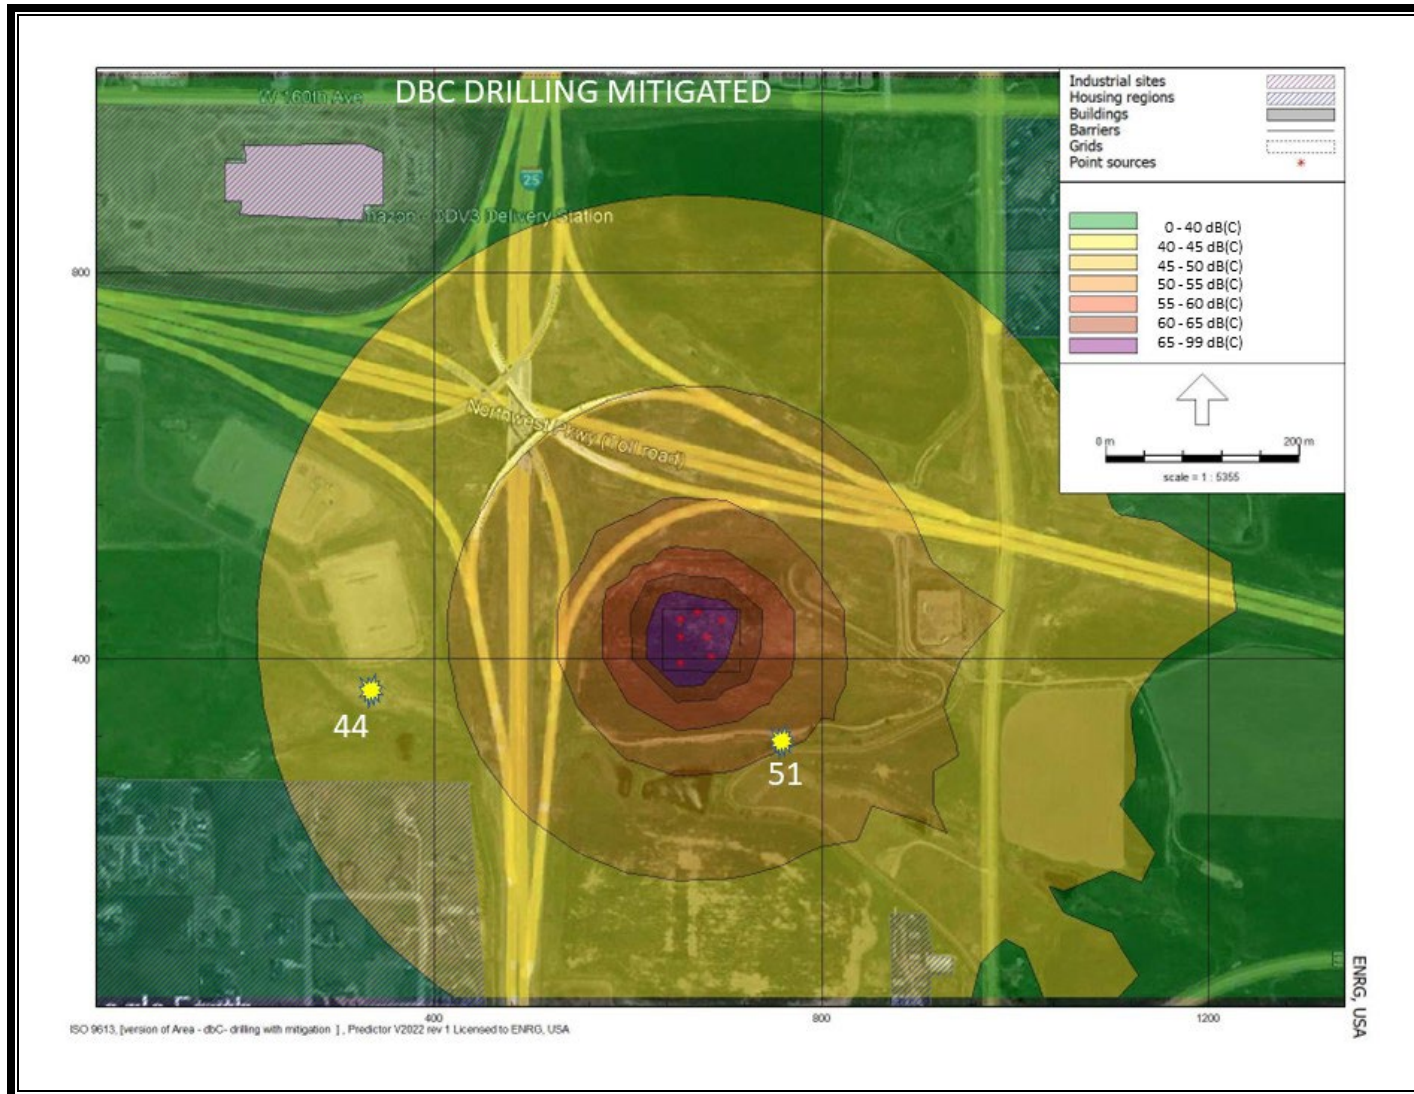 DBC DRILLING MITIGATED
W 160th Ave
25
Delivery Station
Northwest Pkwy (Toll road)
Industrial sites
Housing regions
Buildings
Barriers
Grids
Point sources
0 - 40 dB(C)
40 - 45 dB(C)
45 - 50 dB(C)
50 - 55 dB(C)
55 - 60 dB(C)
60 - 65 dB(C)
65 - 99 dB(C)
0 m 200 m
scale = 1 : 5355
800
400
44
51
400 800 1200
ENRG, USA
ISO 9613, [version of Area - dbC- drilling with mitigation ] , Predictor V2022 rev 1 Licensed to ENRG, USA